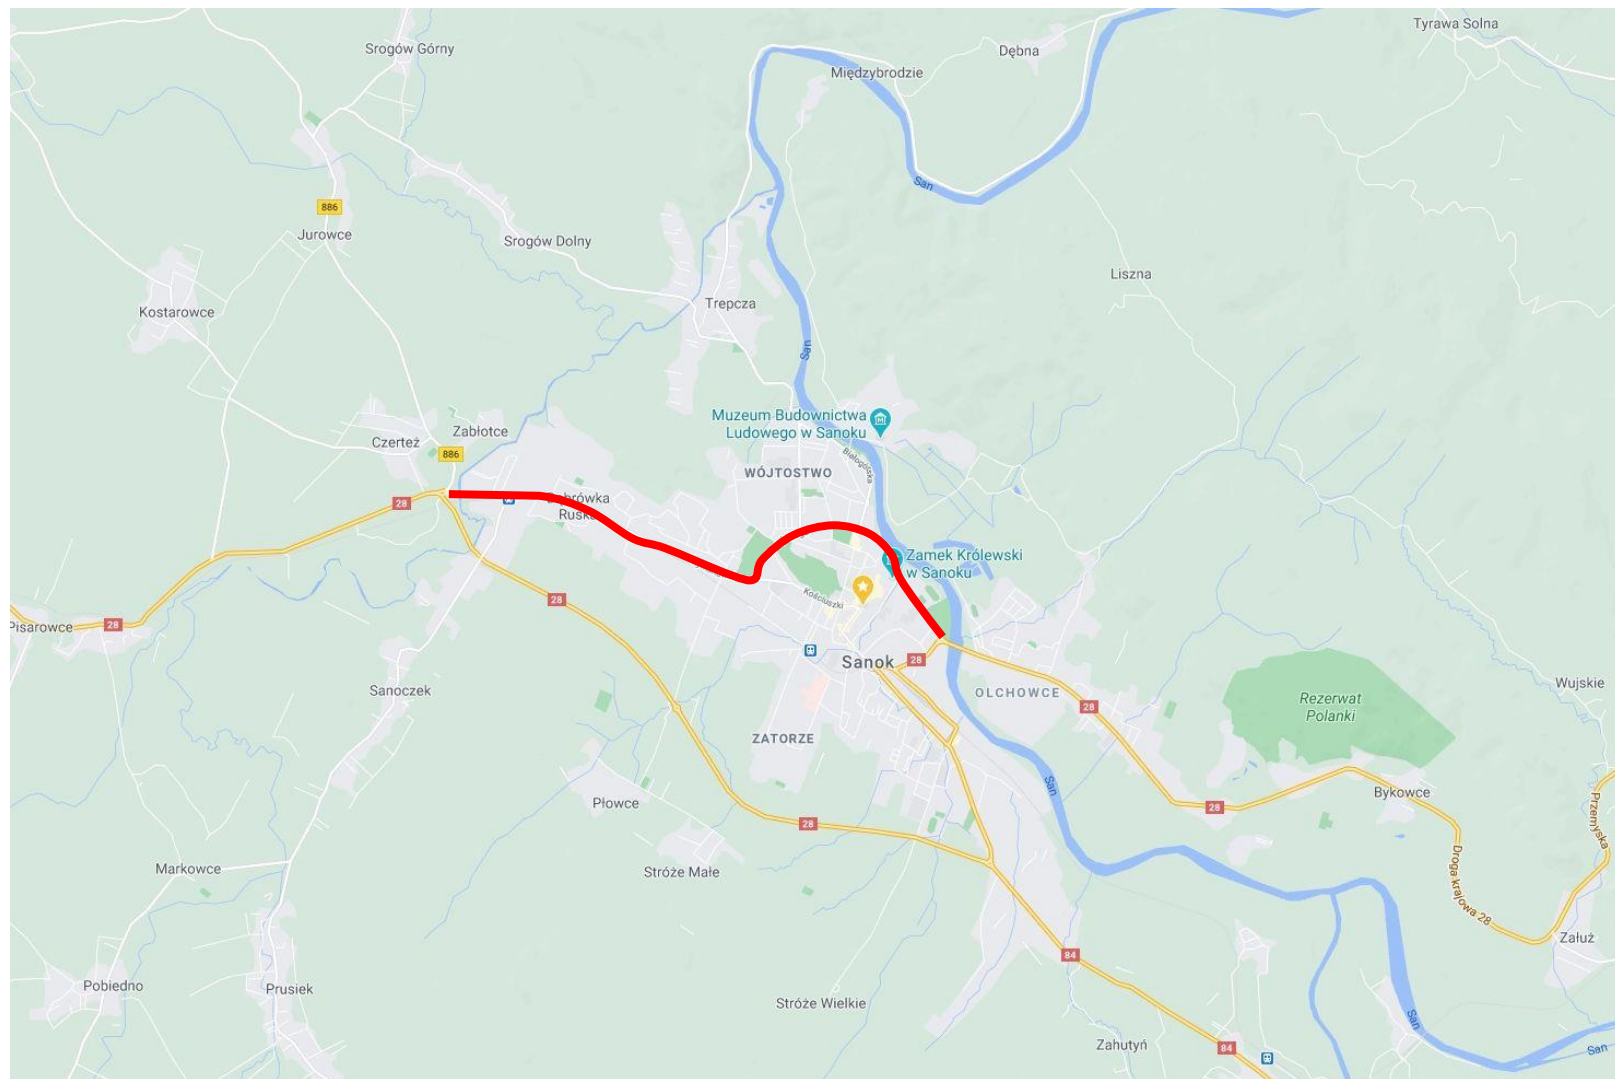 Tyrawa Solna
Srogów Górny
Dębna
Międzybrodzie
San
886
Jurowce
Srogów Dolny
Liszna
Trepcza
Kostarowce
San
Muzeum Budownictwa
Ludowego w Sanoku
Zabłotce
Czerteż
886
Białogórska
WÓJTOSTWO
28
Dąbrówka
Ruska
Zamek Królewski
w Sanoku
Kościuszki
28
28
Pisarowce
Sanok
28
OLCHOWCE
Sanoczek
Wujskie
Rezerwat
Polanki
28
ZATORZE
San
Płowce
28
Bykowce
Przemyska
28
Markowce
Stróże Małe
Droga krajowa 28
Załuż
84
Pobiedno
Prusiek
Stróże Wielkie
San
Zahutyń
84
San